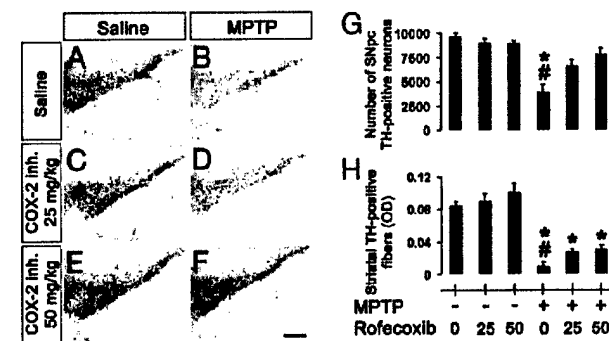 Saline MPTP
Saline
COX-2 inh.
25 mg/kg
COX-2 inh.
50 mg/kg
A B
C D
E F
G
Number of SNpc
TH-positive neurons
10000
7500
5000
2500
0
* #
H
Striatal TH-positive
fibers (OD)
0.12
0.08
0.04
0
* # * *
MPTP - - - + + +
Rofecoxib 0 25 50 0 25 50